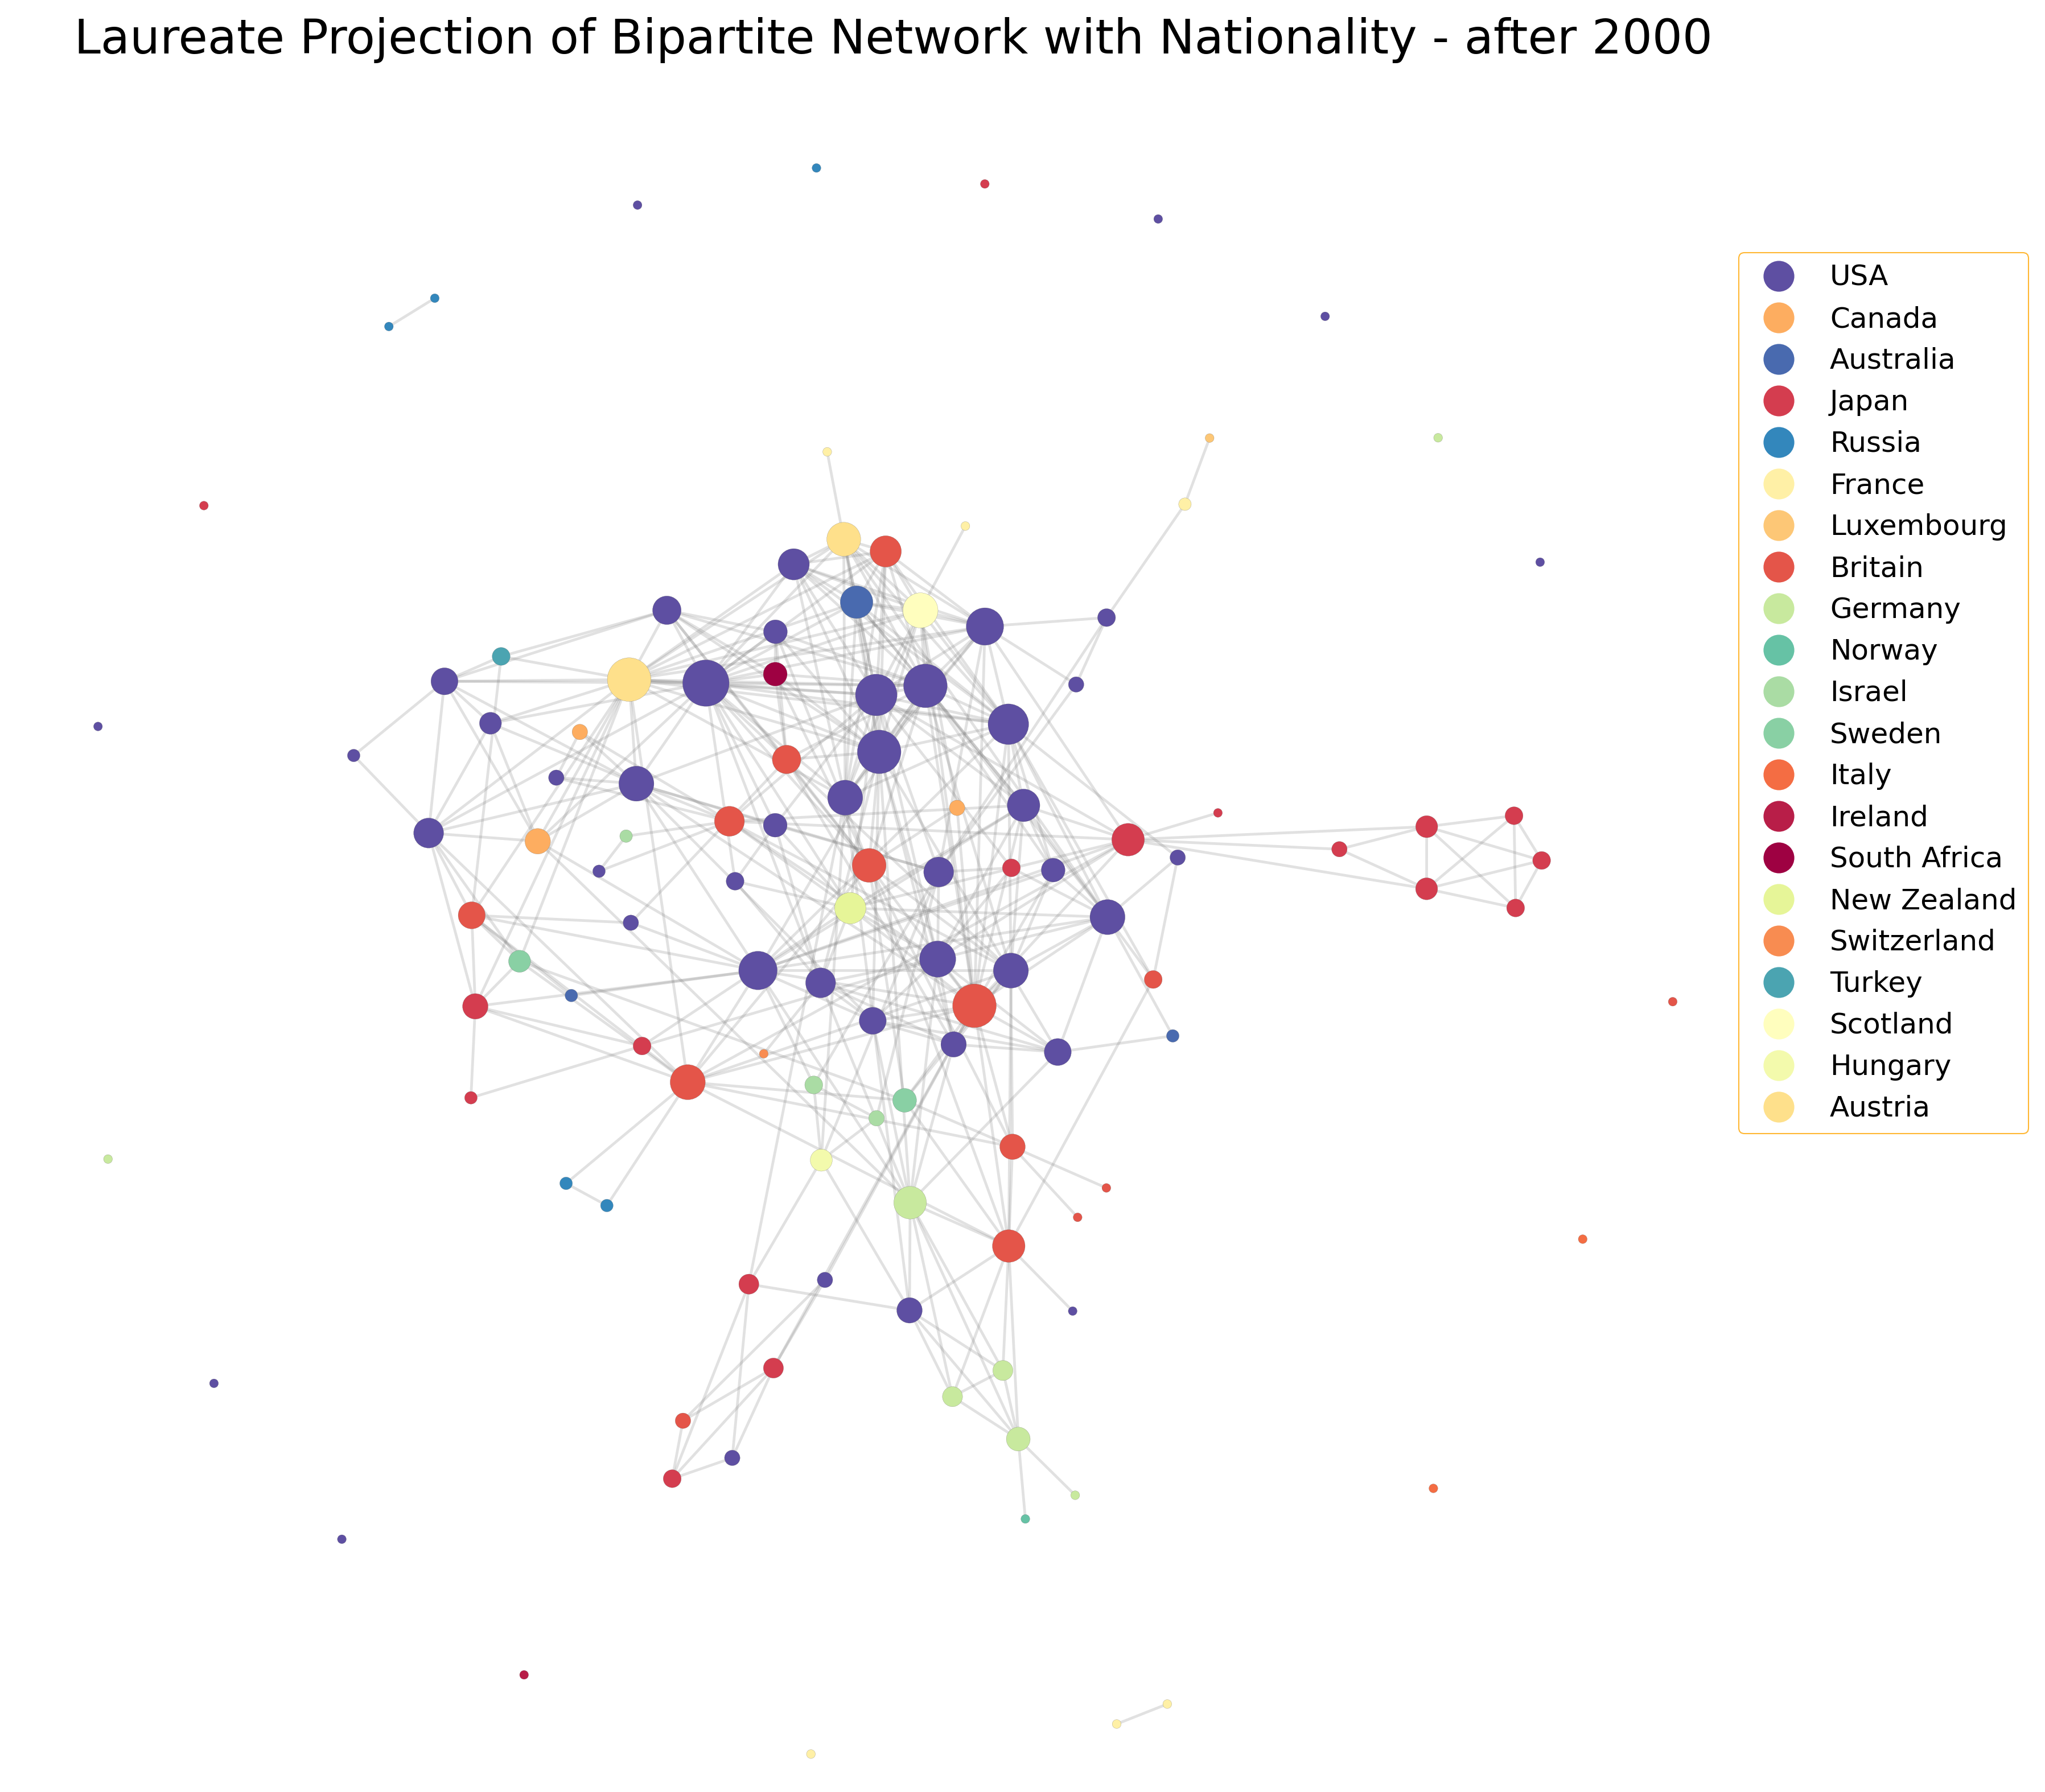 Laureate Projection of Bipartite Network with Nationality - after 2000
USA
Canada
Australia
Japan
Russia
France
Luxembourg
Britain
Germany
Norway
Israel
Sweden
Italy
Ireland
South Africa
New Zealand
Switzerland
Turkey
Scotland
Hungary
Austria